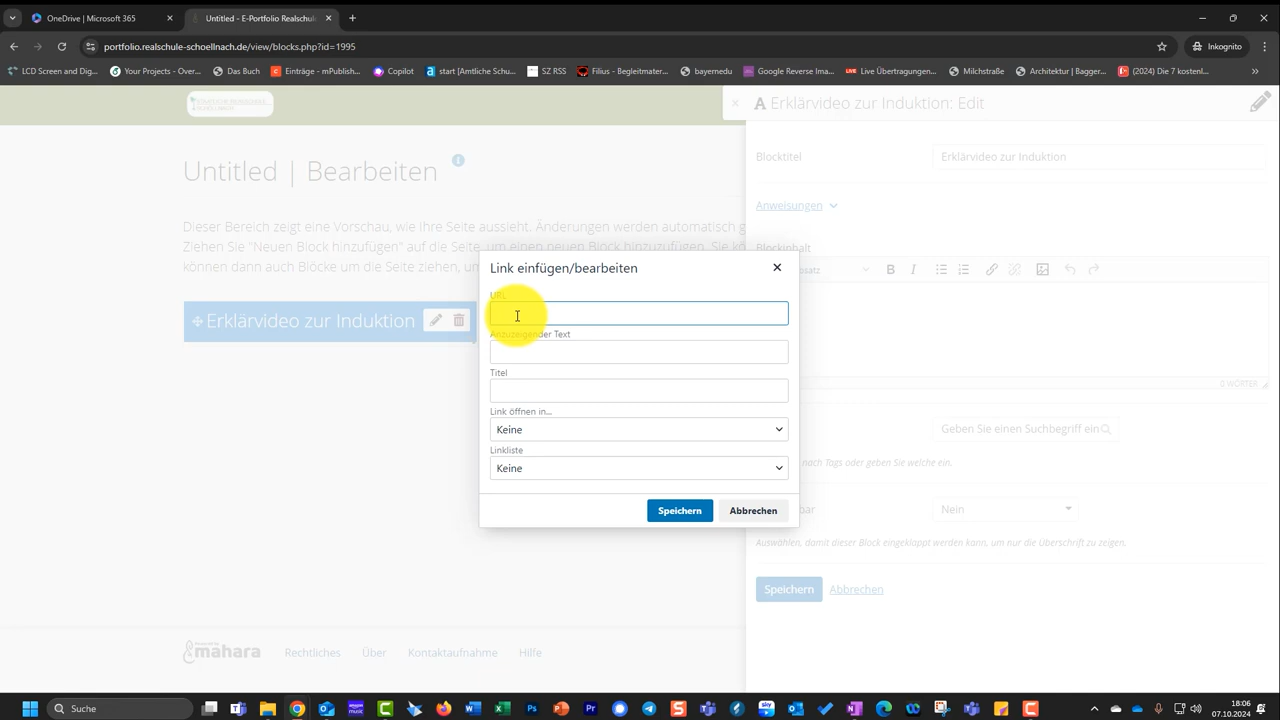 OneDrive | Microsoft 365
Untitled - E-Portfolio Realschule
portfolio.realschule-schoellnach.de/view/blocks.php?id=1995
Inkognito
LCD Screen and Dig...
Your Projects - Over...
Das Buch
Einträge - mPublish...
Copilot
start [Amtliche Schu...
SZ RSS
Filius - Begleitmater...
bayernedu
Google Reverse Ima...
Live Übertragungen...
Milchstraße
Architektur | Bagger...
(2024) Die 7 kostenl...
A Erklärvideo zur Induktion: Edit
Untitled | Bearbeiten
Blocktitel
Erklärvideo zur Induktion
Anweisungen
Dieser Bereich zeigt eine Vorschau, wie Ihre Seite aussieht. Änderungen werden automatisch g
Ziehen Sie "Neuen Block hinzufügen" auf die Seite, um einen neuen Block hinzuzufügen. Sie kö
können dann auch Blöcke um die Seite ziehen, um
Blockinhalt
Erklärvideo zur Induktion
Link einfügen/bearbeiten
URL
Anzuzeigender Text
Titel
Link öffnen in...
Keine
Linkliste
Keine
Speichern
Abbrechen
0 WÖRTER
Geben Sie einen Suchbegriff ein
nach Tags oder geben Sie welche ein.
bar
Nein
Auswählen, damit dieser Block eingeklappt werden kann, um nur die Überschrift zu zeigen.
Speichern
Abbrechen
mahara
Rechtliches
Über
Kontaktaufnahme
Hilfe
Suche
18:06
07.10.2024